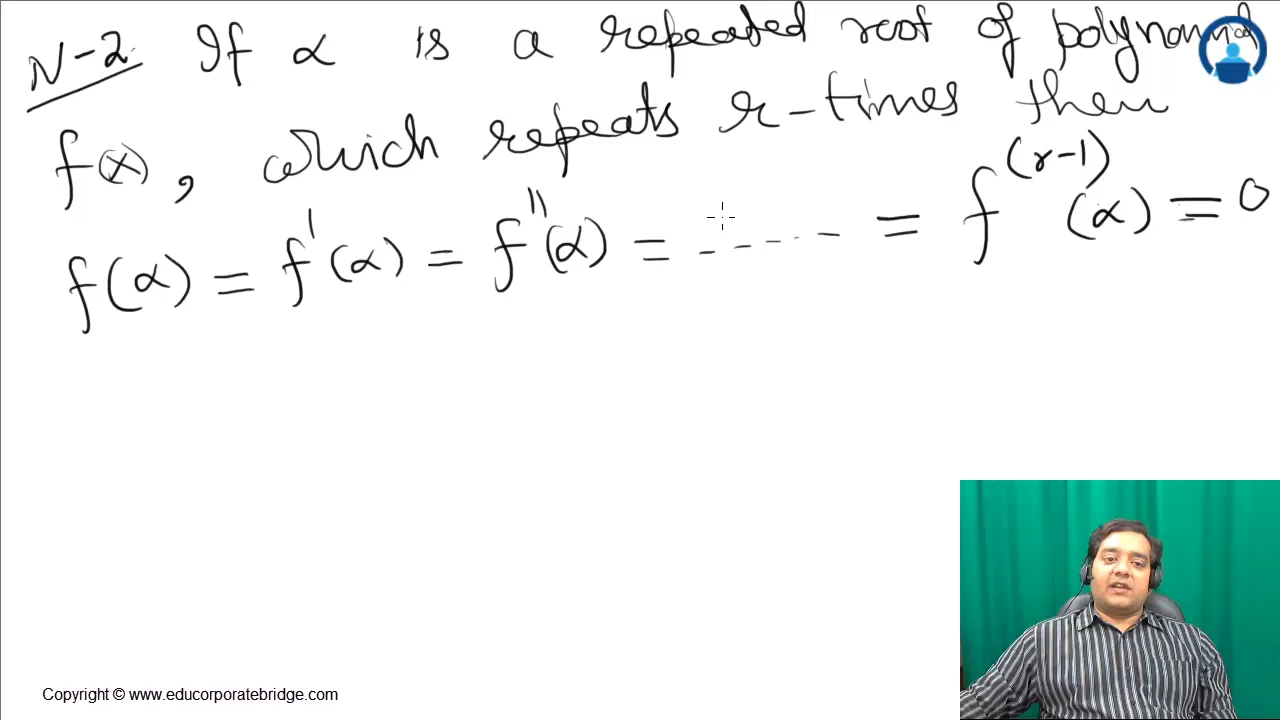 N-2. If α is a repeated root of polynomial
f(x), which repeats r-times then
f(α) = f'(α) = f''(α) = ------ = f^(r-1) (α) = 0
Copyright © www.educorporatebridge.com